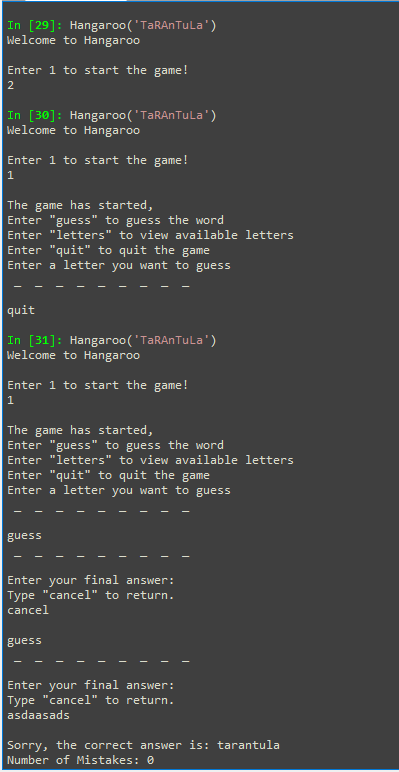 In [29]: Hangaroo('TaRAnTuLa')
Welcome to Hangaroo
Enter 1 to start the game!
2
In [30]: Hangaroo('TaRAnTuLa')
Welcome to Hangaroo
Enter 1 to start the game!
1
The game has started,
Enter "guess" to guess the word
Enter "letters" to view available letters
Enter "quit" to quit the game
Enter a letter you want to guess
_ _ _ _ _ _ _ _ _
quit
In [31]: Hangaroo('TaRAnTuLa')
Welcome to Hangaroo
Enter 1 to start the game!
1
The game has started,
Enter "guess" to guess the word
Enter "letters" to view available letters
Enter "quit" to quit the game
Enter a letter you want to guess
_ _ _ _ _ _ _ _ _
guess
_ _ _ _ _ _ _ _ _
Enter your final answer:
Type "cancel" to return.
cancel
guess
_ _ _ _ _ _ _ _ _
Enter your final answer:
Type "cancel" to return.
asdaasads
Sorry, the correct answer is: tarantula
Number of Mistakes: 0